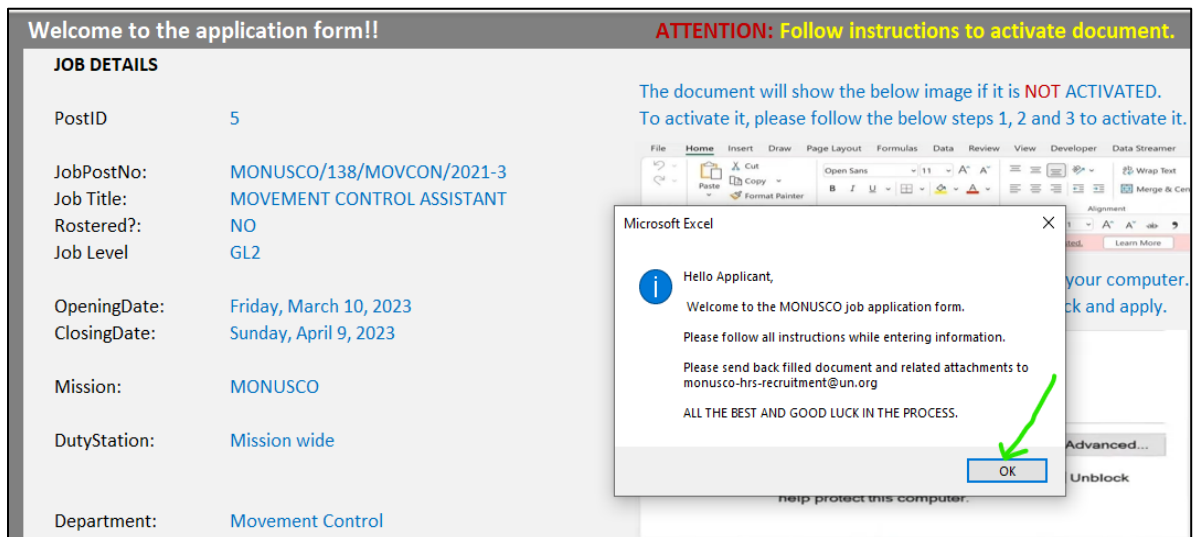 Welcome to the application form!!
ATTENTION: Follow instructions to activate document.
JOB DETAILS
PostID 5
JobPostNo: MONUSCO/138/MOVCON/2021-3
Job Title: MOVEMENT CONTROL ASSISTANT
Rostered?: NO
Job Level GL2
OpeningDate: Friday, March 10, 2023
ClosingDate: Sunday, April 9, 2023
Mission: MONUSCO
DutyStation: Mission wide
Department: Movement Control
The document will show the below image if it is NOT ACTIVATED.
To activate it, please follow the below steps 1, 2 and 3 to activate it.
File Home Insert Draw Page Layout Formulas Data Review View Developer Data Streamer
Cut
Copy
Paste
Format Painter
Open Sans 11 A A
B I U A
Wrap Text
Merge & Cen
Alignment
Learn More
your computer.
ck and apply.
Microsoft Excel
Hello Applicant,
Welcome to the MONUSCO job application form.
Please follow all instructions while entering information.
Please send back filled document and related attachments to
monusco-hrs-recruitment@un.org
ALL THE BEST AND GOOD LUCK IN THE PROCESS.
OK
Advanced...
Unblock
help protect this computer.